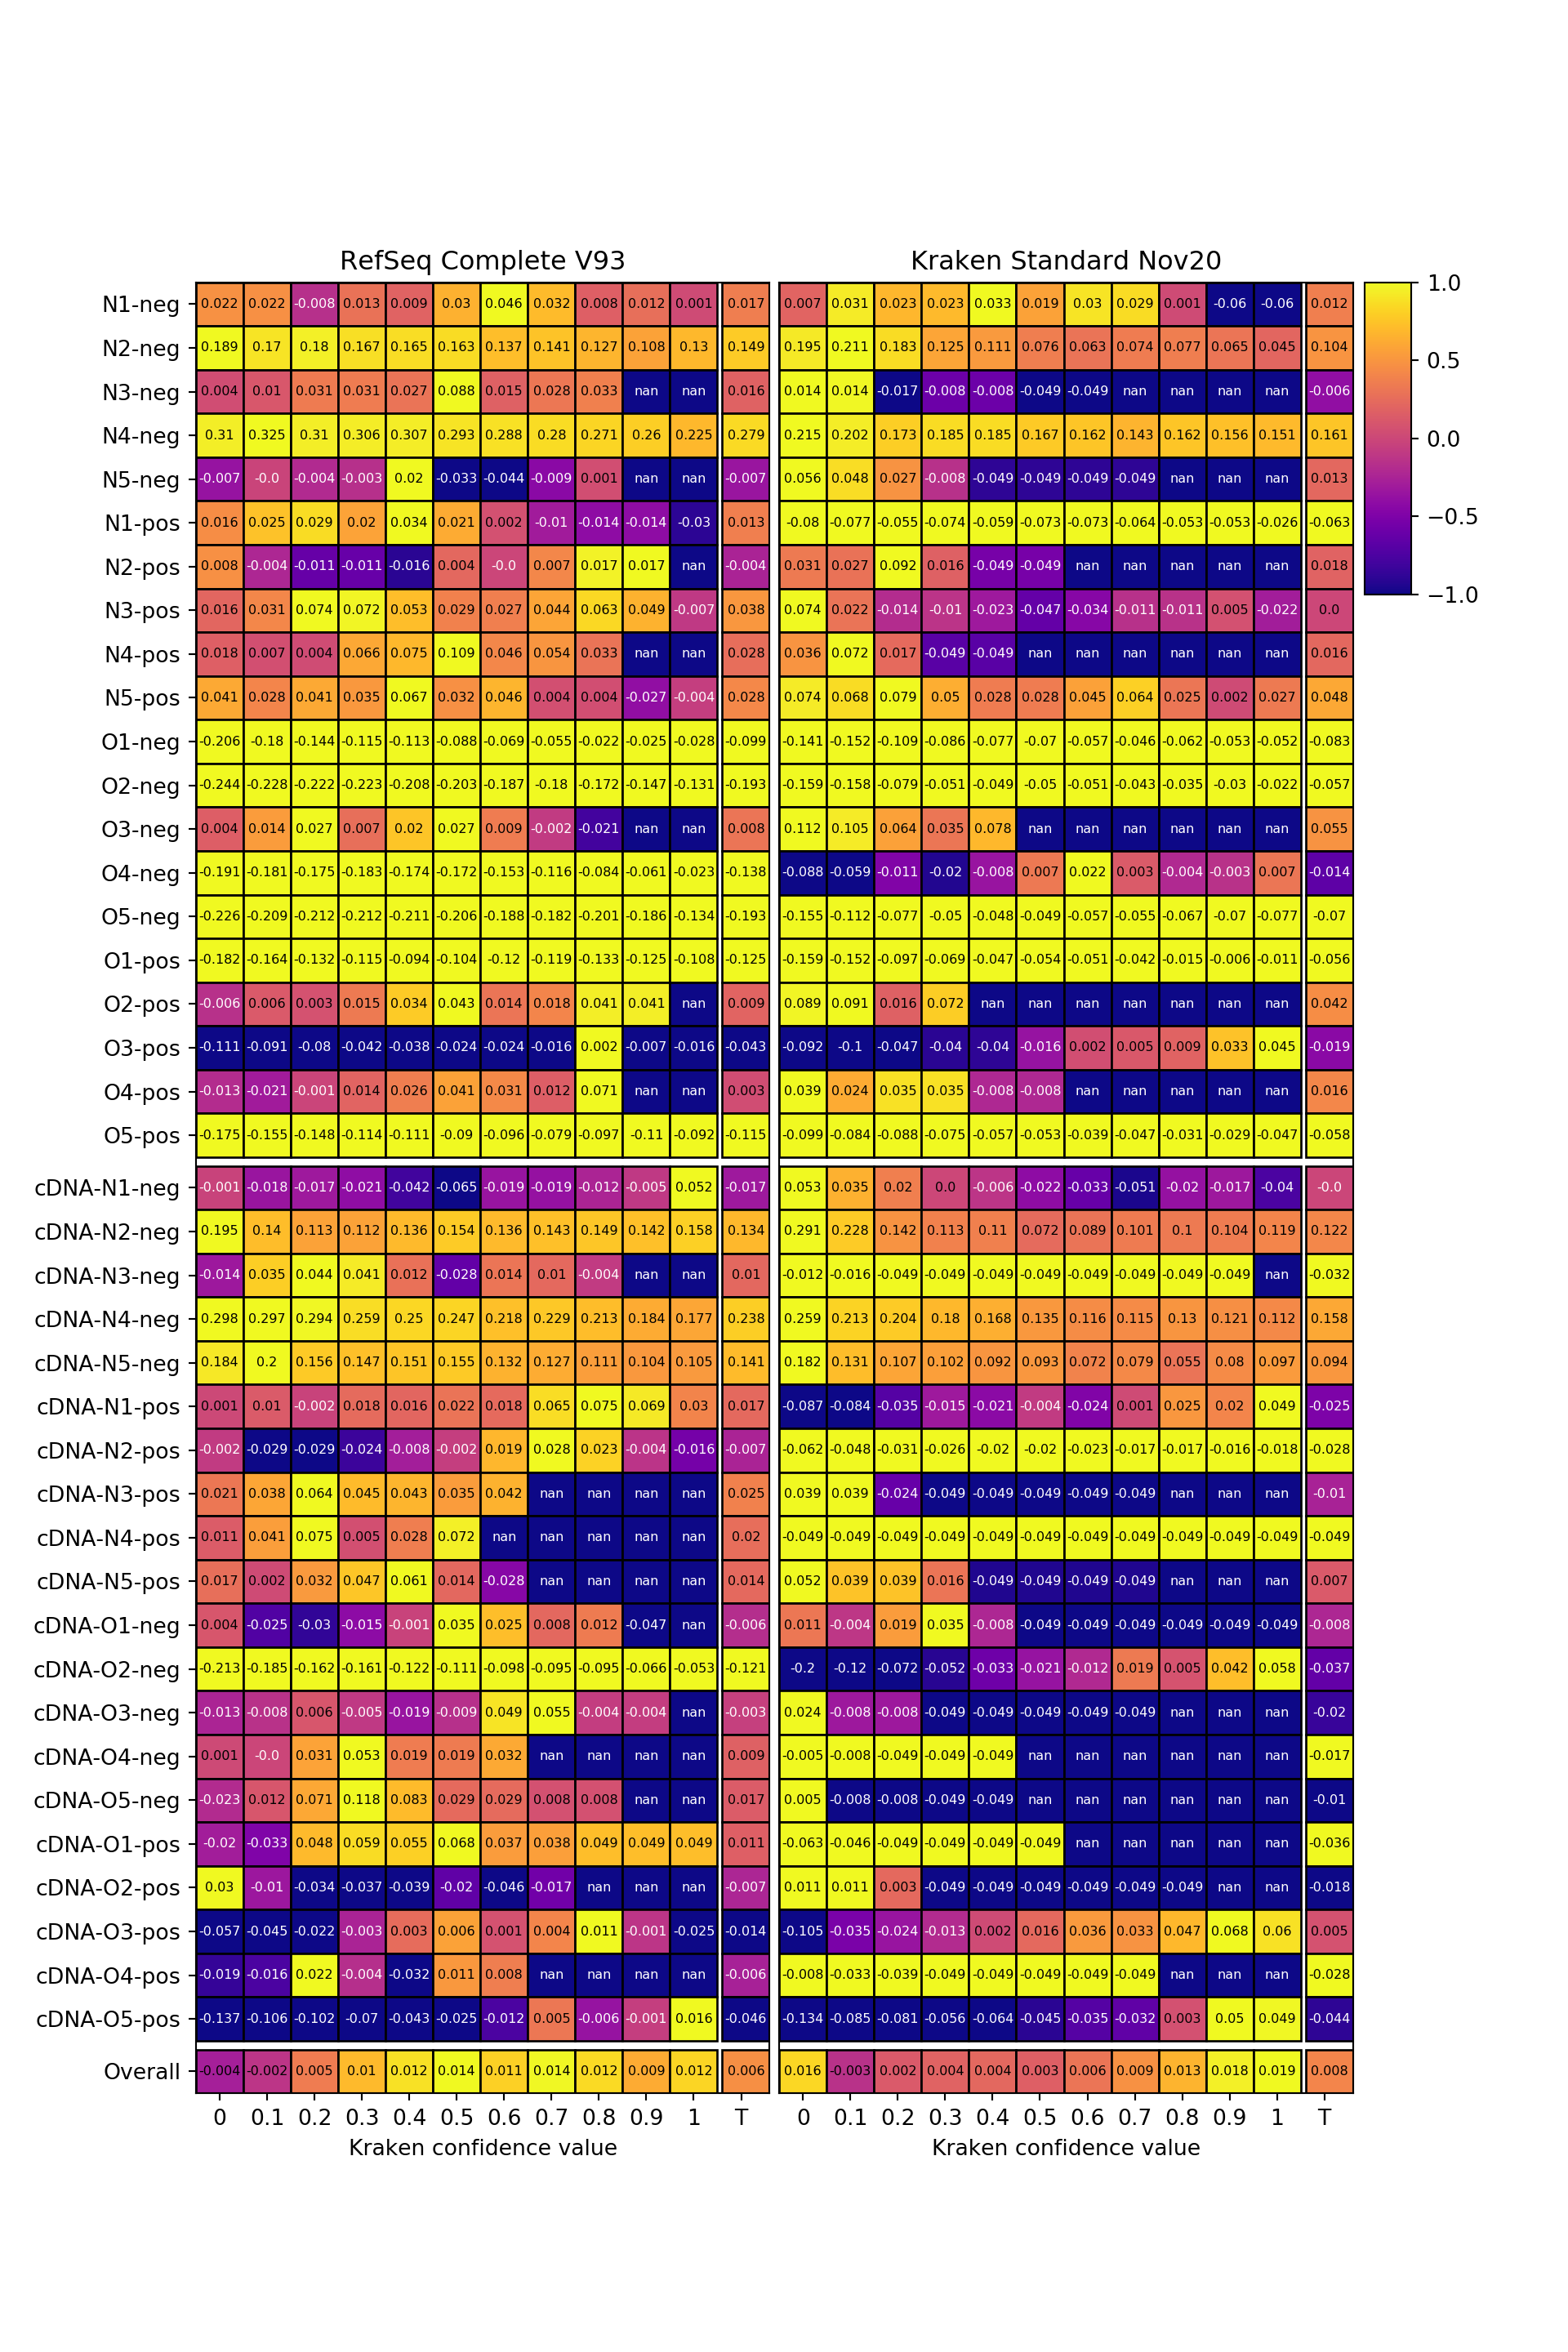 RefSeq Complete V93 Kraken Standard Nov20
N1-neg 0.022 0.022 -0.008 0.013 0.009 0.03 0.046 0.032 0.008 0.012 0.001 0.017 0.007 0.031 0.023 0.023 0.033 0.019 0.03 0.029 0.001 -0.06 -0.06 0.012 1.0
N2-neg 0.189 0.17 0.18 0.167 0.165 0.163 0.137 0.141 0.127 0.108 0.13 0.149 0.195 0.211 0.183 0.125 0.111 0.076 0.063 0.074 0.077 0.065 0.045 0.104 0.5
N3-neg 0.004 0.01 0.031 0.031 0.027 0.088 0.015 0.028 0.033 nan nan 0.016 0.014 0.014 -0.017 -0.008 -0.008 -0.049 -0.049 nan nan nan nan -0.006
N4-neg 0.31 0.325 0.31 0.306 0.307 0.293 0.288 0.28 0.271 0.26 0.225 0.279 0.215 0.202 0.173 0.185 0.185 0.167 0.162 0.143 0.162 0.156 0.151 0.161 0.0
N5-neg -0.007 -0.0 -0.004 -0.003 0.02 -0.033 -0.044 -0.009 0.001 nan nan -0.007 0.056 0.048 0.027 -0.008 -0.049 -0.049 -0.049 -0.049 nan nan nan 0.013
N1-pos 0.016 0.025 0.029 0.02 0.034 0.021 0.002 -0.01 -0.014 -0.014 -0.03 0.013 -0.08 -0.077 -0.055 -0.074 -0.059 -0.073 -0.073 -0.064 -0.053 -0.053 -0.026 -0.063 −0.5
N2-pos 0.008 -0.004 -0.011 -0.011 -0.016 0.004 -0.0 0.007 0.017 0.017 nan -0.004 0.031 0.027 0.092 0.016 -0.049 -0.049 nan nan nan nan nan 0.018
N3-pos 0.016 0.031 0.074 0.072 0.053 0.029 0.027 0.044 0.063 0.049 -0.007 0.038 0.074 0.022 -0.014 -0.01 -0.023 -0.047 -0.034 -0.011 -0.011 0.005 -0.022 0.0 −1.0
N4-pos 0.018 0.007 0.004 0.066 0.075 0.109 0.046 0.054 0.033 nan nan 0.028 0.036 0.072 0.017 -0.049 -0.049 nan nan nan nan nan nan 0.016
N5-pos 0.041 0.028 0.041 0.035 0.067 0.032 0.046 0.004 0.004 -0.027 -0.004 0.028 0.074 0.068 0.079 0.05 0.028 0.028 0.045 0.064 0.025 0.002 0.027 0.048
O1-neg -0.206 -0.18 -0.144 -0.115 -0.113 -0.088 -0.069 -0.055 -0.022 -0.025 -0.028 -0.099 -0.141 -0.152 -0.109 -0.086 -0.077 -0.07 -0.057 -0.046 -0.062 -0.053 -0.052 -0.083
O2-neg -0.244 -0.228 -0.222 -0.223 -0.208 -0.203 -0.187 -0.18 -0.172 -0.147 -0.131 -0.193 -0.159 -0.158 -0.079 -0.051 -0.049 -0.05 -0.051 -0.043 -0.035 -0.03 -0.022 -0.057
O3-neg 0.004 0.014 0.027 0.007 0.02 0.027 0.009 -0.002 -0.021 nan nan 0.008 0.112 0.105 0.064 0.035 0.078 nan nan nan nan nan nan 0.055
O4-neg -0.191 -0.181 -0.175 -0.183 -0.174 -0.172 -0.153 -0.116 -0.084 -0.061 -0.023 -0.138 -0.088 -0.059 -0.011 -0.02 -0.008 0.007 0.022 0.003 -0.004 -0.003 0.007 -0.014
O5-neg -0.226 -0.209 -0.212 -0.212 -0.211 -0.206 -0.188 -0.182 -0.201 -0.186 -0.134 -0.193 -0.155 -0.112 -0.077 -0.05 -0.048 -0.049 -0.057 -0.055 -0.067 -0.07 -0.077 -0.07
O1-pos -0.182 -0.164 -0.132 -0.115 -0.094 -0.104 -0.12 -0.119 -0.133 -0.125 -0.108 -0.125 -0.159 -0.152 -0.097 -0.069 -0.047 -0.054 -0.051 -0.042 -0.015 -0.006 -0.011 -0.056
O2-pos -0.006 0.006 0.003 0.015 0.034 0.043 0.014 0.018 0.041 0.041 nan 0.009 0.089 0.091 0.016 0.072 nan nan nan nan nan nan nan 0.042
O3-pos -0.111 -0.091 -0.08 -0.042 -0.038 -0.024 -0.024 -0.016 0.002 -0.007 -0.016 -0.043 -0.092 -0.1 -0.047 -0.04 -0.04 -0.016 0.002 0.005 0.009 0.033 0.045 -0.019
O4-pos -0.013 -0.021 -0.001 0.014 0.026 0.041 0.031 0.012 0.071 nan nan 0.003 0.039 0.024 0.035 0.035 -0.008 -0.008 nan nan nan nan nan 0.016
O5-pos -0.175 -0.155 -0.148 -0.114 -0.111 -0.09 -0.096 -0.079 -0.097 -0.11 -0.092 -0.115 -0.099 -0.084 -0.088 -0.075 -0.057 -0.053 -0.039 -0.047 -0.031 -0.029 -0.047 -0.058
cDNA-N1-neg -0.001 -0.018 -0.017 -0.021 -0.042 -0.065 -0.019 -0.019 -0.012 -0.005 0.052 -0.017 0.053 0.035 0.02 0.0 -0.006 -0.022 -0.033 -0.051 -0.02 -0.017 -0.04 -0.0
cDNA-N2-neg 0.195 0.14 0.113 0.112 0.136 0.154 0.136 0.143 0.149 0.142 0.158 0.134 0.291 0.228 0.142 0.113 0.11 0.072 0.089 0.101 0.1 0.104 0.119 0.122
cDNA-N3-neg -0.014 0.035 0.044 0.041 0.012 -0.028 0.014 0.01 -0.004 nan nan 0.01 -0.012 -0.016 -0.049 -0.049 -0.049 -0.049 -0.049 -0.049 -0.049 -0.049 nan -0.032
cDNA-N4-neg 0.298 0.297 0.294 0.259 0.25 0.247 0.218 0.229 0.213 0.184 0.177 0.238 0.259 0.213 0.204 0.18 0.168 0.135 0.116 0.115 0.13 0.121 0.112 0.158
cDNA-N5-neg 0.184 0.2 0.156 0.147 0.151 0.155 0.132 0.127 0.111 0.104 0.105 0.141 0.182 0.131 0.107 0.102 0.092 0.093 0.072 0.079 0.055 0.08 0.097 0.094
cDNA-N1-pos 0.001 0.01 -0.002 0.018 0.016 0.022 0.018 0.065 0.075 0.069 0.03 0.017 -0.087 -0.084 -0.035 -0.015 -0.021 -0.004 -0.024 0.001 0.025 0.02 0.049 -0.025
cDNA-N2-pos -0.002 -0.029 -0.029 -0.024 -0.008 -0.002 0.019 0.028 0.023 -0.004 -0.016 -0.007 -0.062 -0.048 -0.031 -0.026 -0.02 -0.02 -0.023 -0.017 -0.017 -0.016 -0.018 -0.028
cDNA-N3-pos 0.021 0.038 0.064 0.045 0.043 0.035 0.042 nan nan nan nan 0.025 0.039 0.039 -0.024 -0.049 -0.049 -0.049 -0.049 -0.049 nan nan nan -0.01
cDNA-N4-pos 0.011 0.041 0.075 0.005 0.028 0.072 nan nan nan nan nan 0.02 -0.049 -0.049 -0.049 -0.049 -0.049 -0.049 -0.049 -0.049 -0.049 -0.049 -0.049 -0.049
cDNA-N5-pos 0.017 0.002 0.032 0.047 0.061 0.014 -0.028 nan nan nan nan 0.014 0.052 0.039 0.039 0.016 -0.049 -0.049 -0.049 -0.049 nan nan nan 0.007
cDNA-O1-neg 0.004 -0.025 -0.03 -0.015 -0.001 0.035 0.025 0.008 0.012 -0.047 nan -0.006 0.011 -0.004 0.019 0.035 -0.008 -0.049 -0.049 -0.049 -0.049 -0.049 -0.049 -0.008
cDNA-O2-neg -0.213 -0.185 -0.162 -0.161 -0.122 -0.111 -0.098 -0.095 -0.095 -0.066 -0.053 -0.121 -0.2 -0.12 -0.072 -0.052 -0.033 -0.021 -0.012 0.019 0.005 0.042 0.058 -0.037
cDNA-O3-neg -0.013 -0.008 0.006 -0.005 -0.019 -0.009 0.049 0.055 -0.004 -0.004 nan -0.003 0.024 -0.008 -0.008 -0.049 -0.049 -0.049 -0.049 -0.049 nan nan nan -0.02
cDNA-O4-neg 0.001 -0.0 0.031 0.053 0.019 0.019 0.032 nan nan nan nan 0.009 -0.005 -0.008 -0.049 -0.049 -0.049 nan nan nan nan nan nan -0.017
cDNA-O5-neg -0.023 0.012 0.071 0.118 0.083 0.029 0.029 0.008 0.008 nan nan 0.017 0.005 -0.008 -0.008 -0.049 -0.049 nan nan nan nan nan nan -0.01
cDNA-O1-pos -0.02 -0.033 0.048 0.059 0.055 0.068 0.037 0.038 0.049 0.049 0.049 0.011 -0.063 -0.046 -0.049 -0.049 -0.049 -0.049 nan nan nan nan nan -0.036
cDNA-O2-pos 0.03 -0.01 -0.034 -0.037 -0.039 -0.02 -0.046 -0.017 nan nan nan -0.007 0.011 0.011 0.003 -0.049 -0.049 -0.049 -0.049 -0.049 -0.049 nan nan -0.018
cDNA-O3-pos -0.057 -0.045 -0.022 -0.003 0.003 0.006 0.001 0.004 0.011 -0.001 -0.025 -0.014 -0.105 -0.035 -0.024 -0.013 0.002 0.016 0.036 0.033 0.047 0.068 0.06 0.005
cDNA-O4-pos -0.019 -0.016 0.022 -0.004 -0.032 0.011 0.008 nan nan nan nan -0.006 -0.008 -0.033 -0.039 -0.049 -0.049 -0.049 -0.049 -0.049 nan nan nan -0.028
cDNA-O5-pos -0.137 -0.106 -0.102 -0.07 -0.043 -0.025 -0.012 0.005 -0.006 -0.001 0.016 -0.046 -0.134 -0.085 -0.081 -0.056 -0.064 -0.045 -0.035 -0.032 0.003 0.05 0.049 -0.044
Overall -0.004 -0.002 0.005 0.01 0.012 0.014 0.011 0.014 0.012 0.009 0.012 0.006 0.016 -0.003 0.002 0.004 0.004 0.003 0.006 0.009 0.013 0.018 0.019 0.008
0 0.1 0.2 0.3 0.4 0.5 0.6 0.7 0.8 0.9 1 T 0 0.1 0.2 0.3 0.4 0.5 0.6 0.7 0.8 0.9 1 T
Kraken confidence value Kraken confidence value